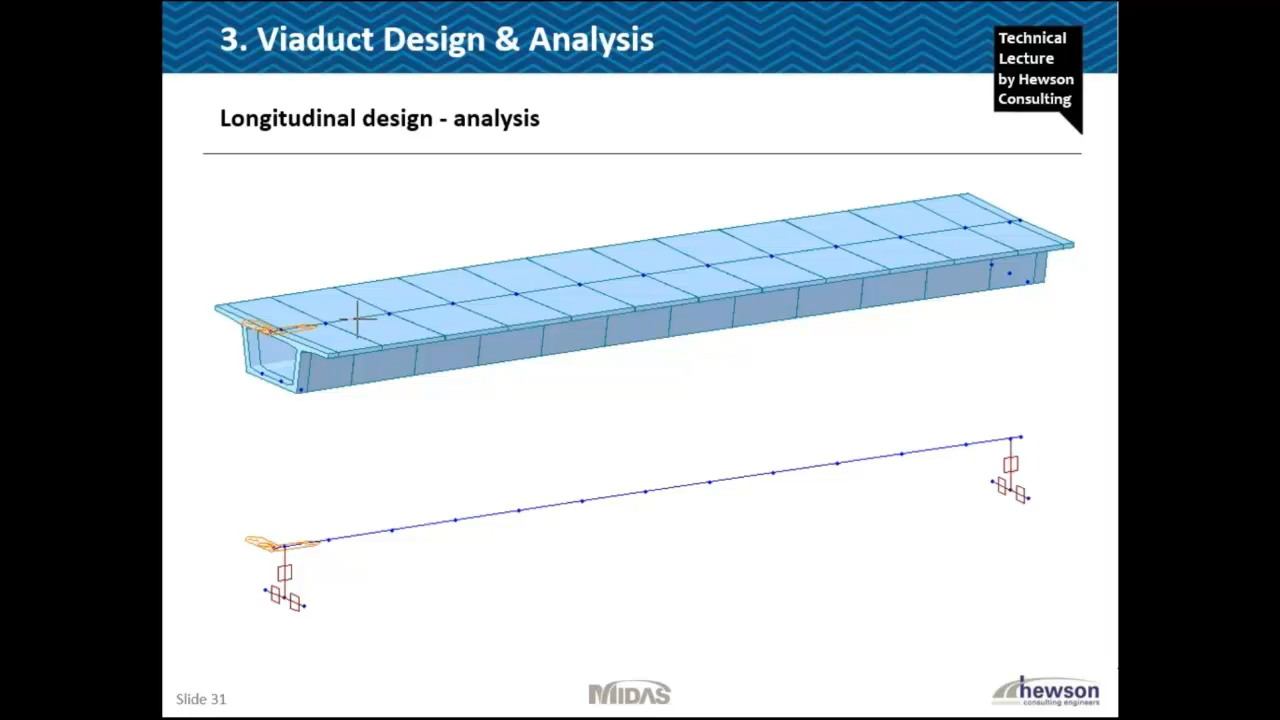 3. Viaduct Design & Analysis
Technical
Lecture
by Hewson
Consulting
Longitudinal design - analysis
Slide 31
MIDAS
hewson
consulting engineers